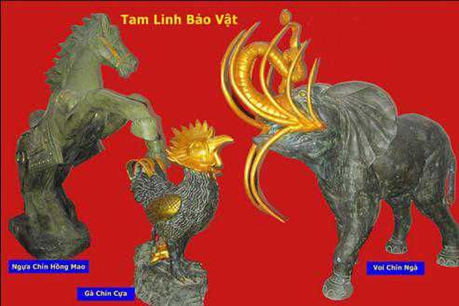 Tam Linh Bảo Vật
Ngựa Chín Hồng Mao
Gà Chín Cựa
Voi Chín Ngà